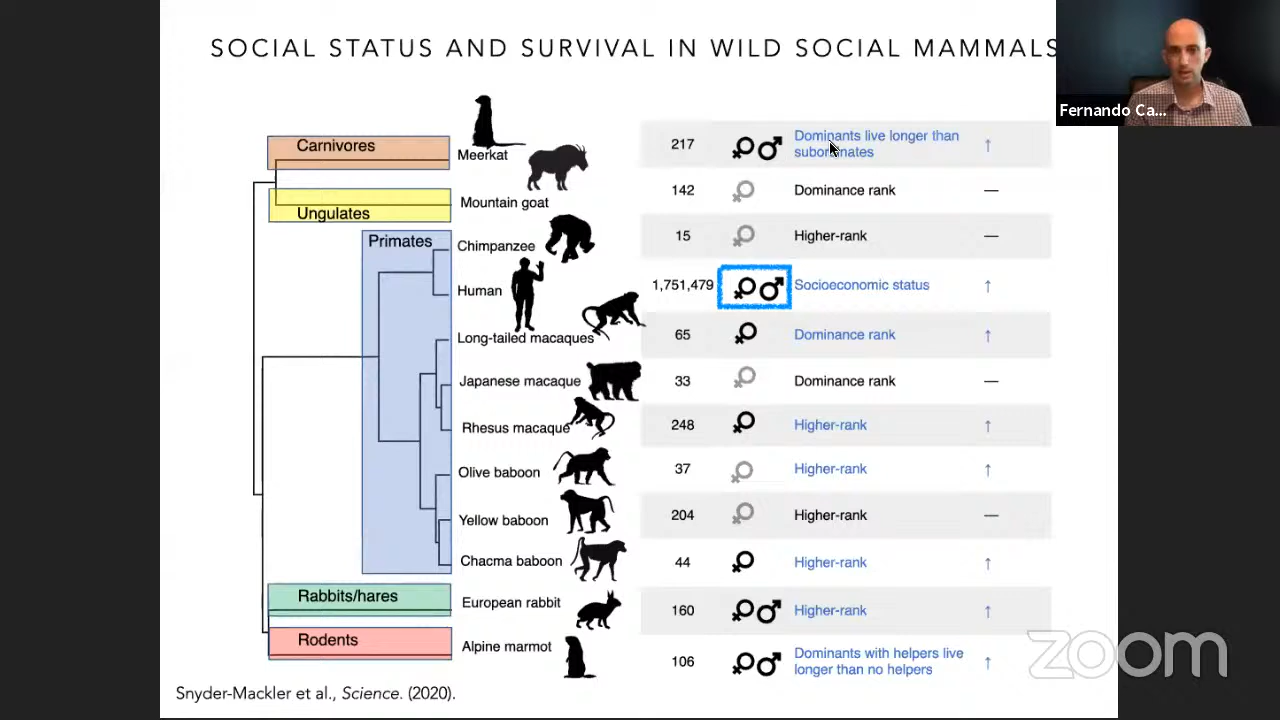 SOCIAL STATUS AND SURVIVAL IN WILD SOCIAL MAMMALS
Fernando Ca...
Carnivores
Meerkat
217
Dominants live longer than
subordinates
↑
Ungulates
Mountain goat
142
Dominance rank
—
Primates
Chimpanzee
15
Higher-rank
—
Human
1,751,479
Socioeconomic status
↑
Long-tailed macaques
65
Dominance rank
↑
Japanese macaque
33
Dominance rank
—
Rhesus macaque
248
Higher-rank
↑
Olive baboon
37
Higher-rank
↑
Yellow baboon
204
Higher-rank
—
Chacma baboon
44
Higher-rank
↑
Rabbits/hares
European rabbit
160
Higher-rank
↑
Rodents
Alpine marmot
106
Dominants with helpers live
longer than no helpers
↑
Snyder-Mackler et al., Science. (2020).
zoom